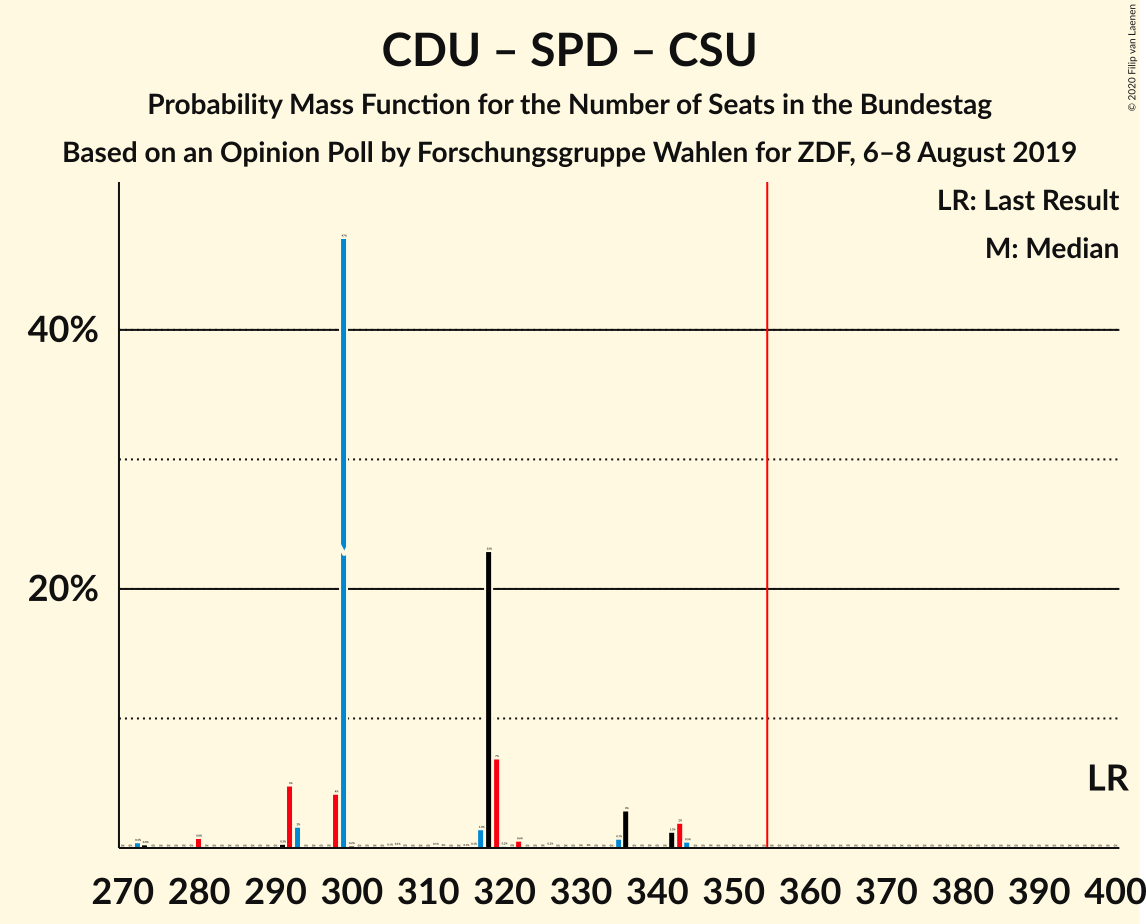 CDU – SPD – CSU
Probability Mass Function for the Number of Seats in the Bundestag
Based on an Opinion Poll by Forschungsgruppe Wahlen for ZDF, 6–8 August 2019
© 2020 Filip van Laenen
LR: Last Result
M: Median
40%
20%
LR
270 280 290 300 310 320 330 340 350 360 370 380 390 400